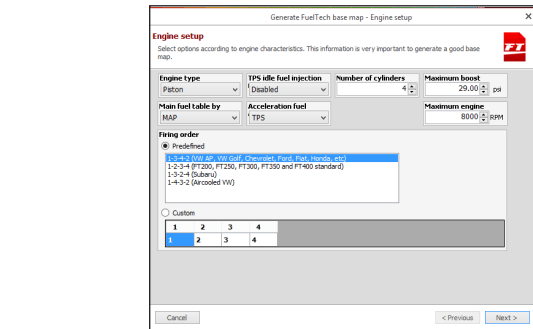 Generate FuelTech base map - Engine setup
Engine setup
Select options according to engine characteristics. This information is very important to generate a good base
map.
FT
Engine type TPS idle fuel injection Number of cylinders Maximum boost
Piston Disabled 4 29.00 psi
Main fuel table by Acceleration fuel Maximum engine
MAP TPS 8000 RPM
Firing order
Predefined
1-3-4-2 (VW AP, VW Golf, Chevrolet, Ford, Fiat, Honda, etc)
1-2-3-4 (FT200, FT250, FT300, FT350 and FT400 standard)
1-3-2-4 (Subaru)
1-4-3-2 (Aircooled VW)
Custom
1 2 3 4
1 2 3 4
Cancel < Previous Next >